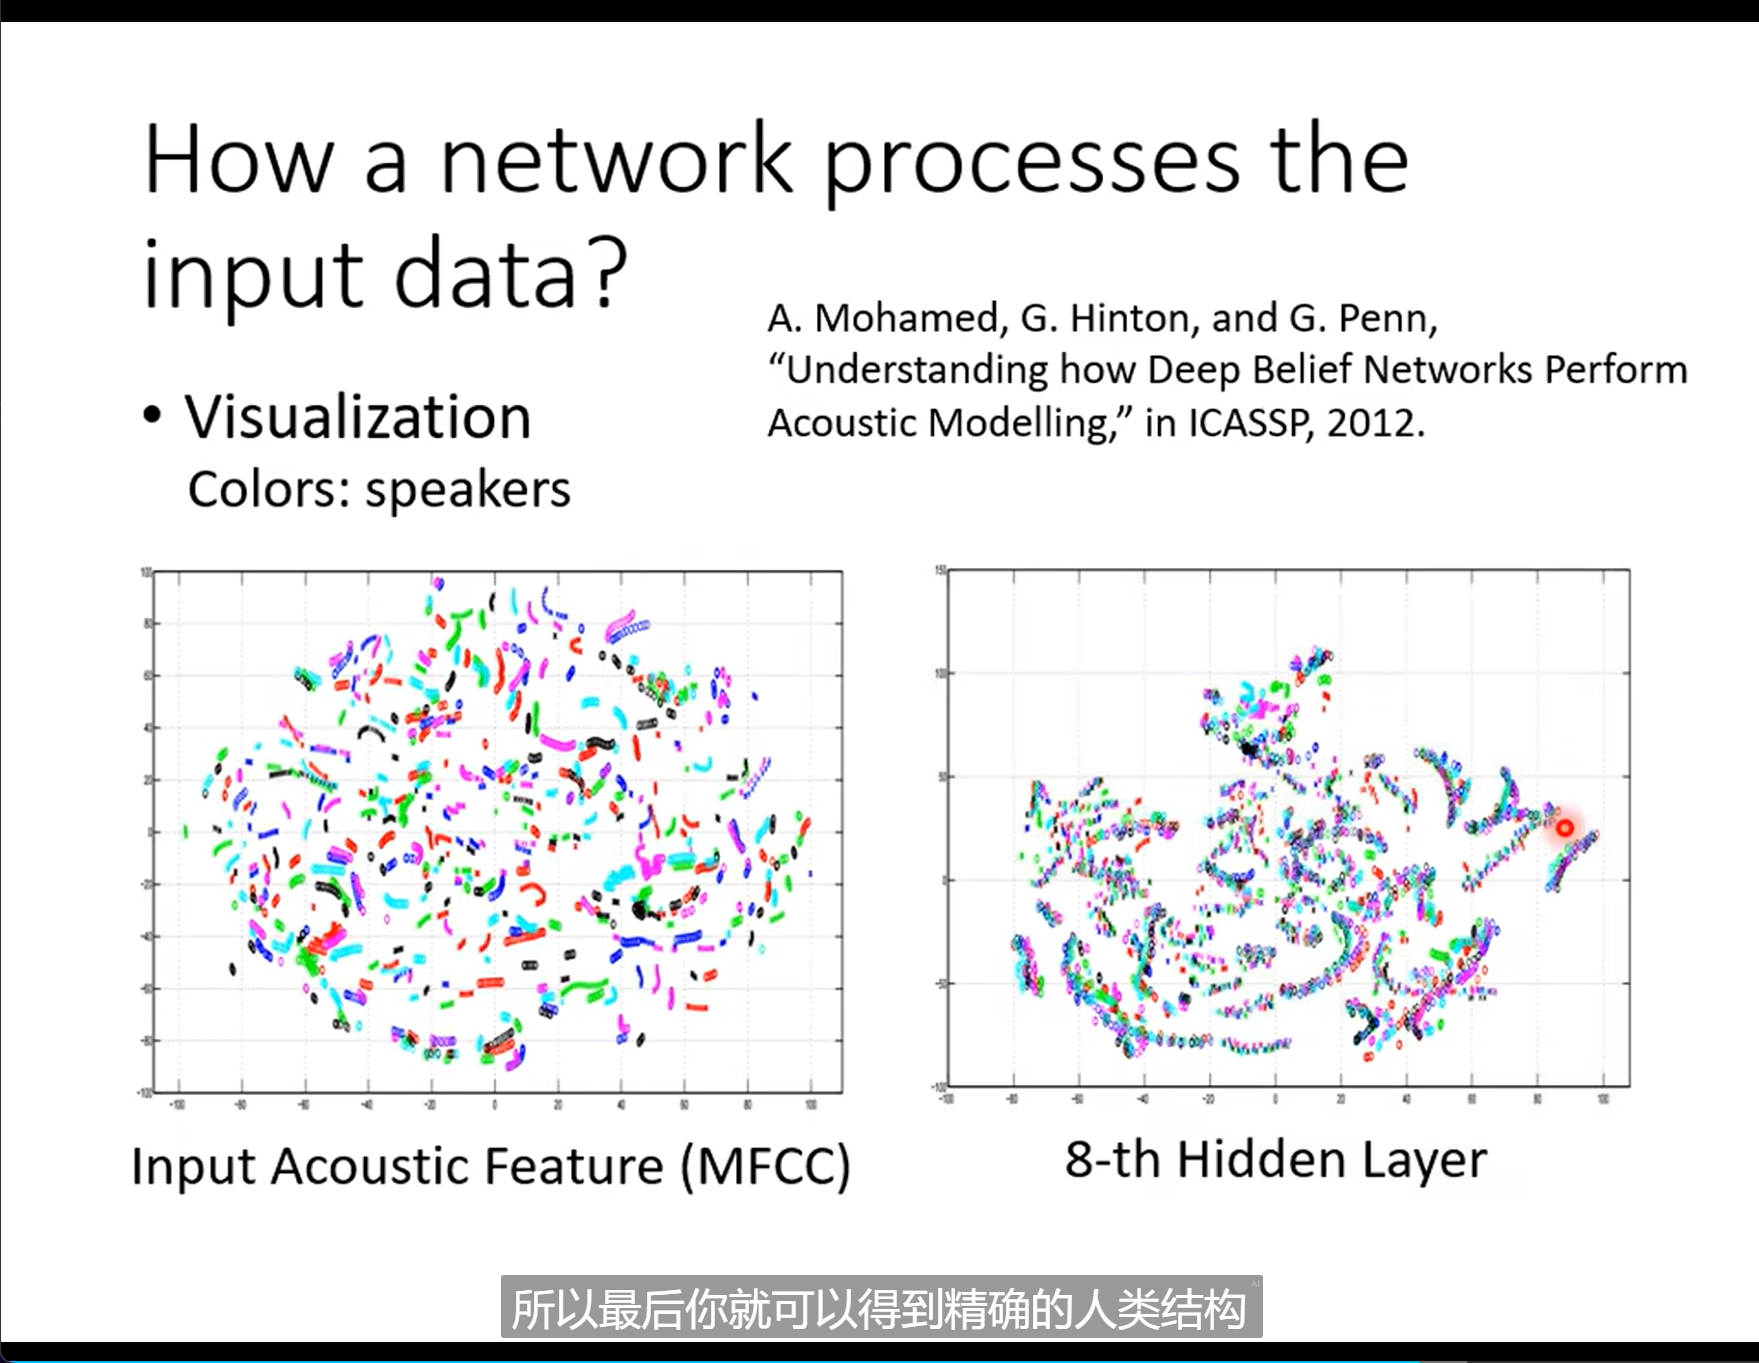 How a network processes the
input data?
A. Mohamed, G. Hinton, and G. Penn,
“Understanding how Deep Belief Networks Perform
Acoustic Modelling,” in ICASSP, 2012.
• Visualization
Colors: speakers
Input Acoustic Feature (MFCC)
8-th Hidden Layer
AI
所以最后你就可以得到精确的人类结构